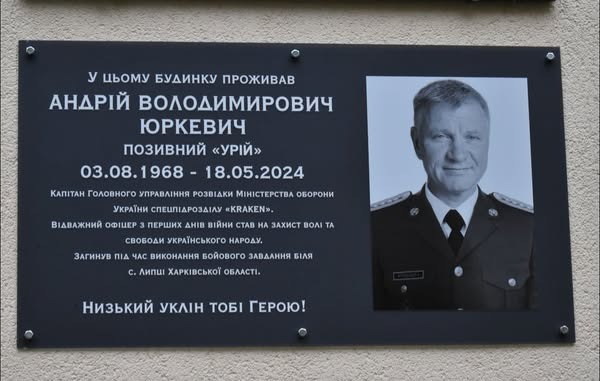 У ЦЬОМУ БУДИНКУ ПРОЖИВАВ
АНДРІЙ ВОЛОДИМИРОВИЧ
ЮРКЕВИЧ
ПОЗИВНИЙ «УРІЙ»
03.08.1968 - 18.05.2024
КАПІТАН ГОЛОВНОГО УПРАВЛІННЯ РОЗВІДКИ МІНІСТЕРСТВА ОБОРОНИ
УКРАЇНИ СПЕЦПІДРОЗДІЛУ «KRAKEN».
ВІДВАЖНИЙ ОФІЦЕР З ПЕРШИХ ДНІВ ВІЙНИ СТАВ НА ЗАХИСТ ВОЛІ ТА
СВОБОДИ УКРАЇНСЬКОГО НАРОДУ.
ЗАГИНУВ ПІД ЧАС ВИКОНАННЯ БОЙОВОГО ЗАВДАННЯ БІЛЯ
С. ЛИПЦІ ХАРКІВСЬКОЇ ОБЛАСТІ.
НИЗЬКИЙ УКЛІН ТОБІ ГЕРОЮ!